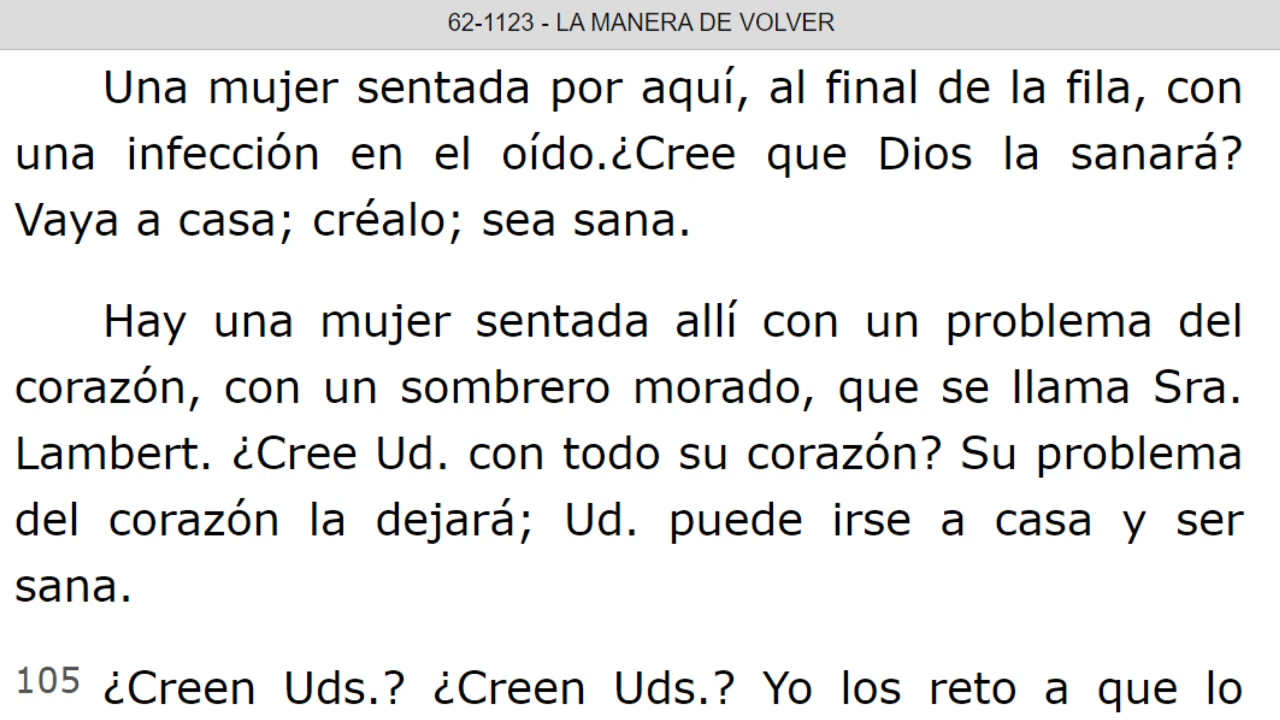 62-1123 - LA MANERA DE VOLVER
Una mujer sentada por aquí, al final de la fila, con
una infección en el oído.¿Cree que Dios la sanará?
Vaya a casa; créalo; sea sana.
Hay una mujer sentada allí con un problema del
corazón, con un sombrero morado, que se llama Sra.
Lambert. ¿Cree Ud. con todo su corazón? Su problema
del corazón la dejará; Ud. puede irse a casa y ser
sana.
105 ¿Creen Uds.? ¿Creen Uds.? Yo los reto a que lo